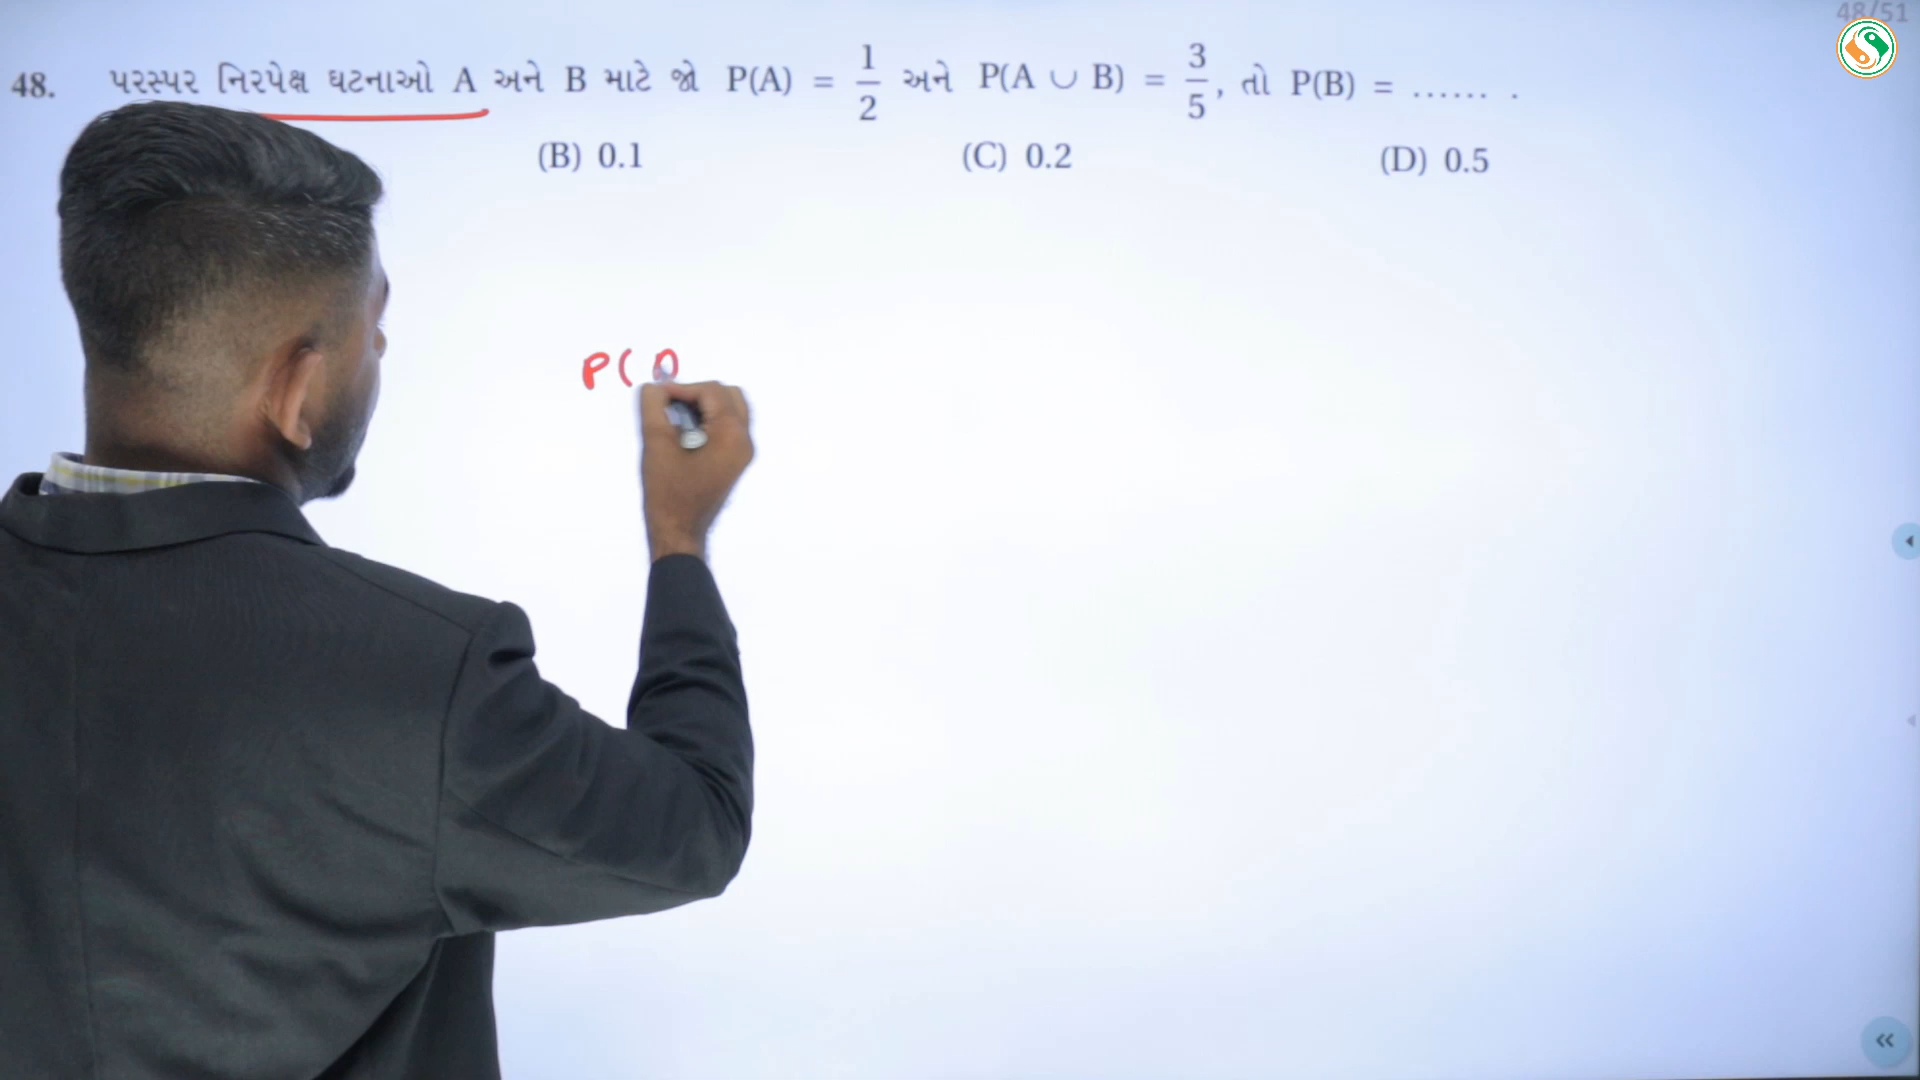 48/51
48. પરસ્પર નિરપેક્ષ ઘટનાઓ A અને B માટે જો P(A) = 1/2 અને P(A ∪ B) = 3/5, તો P(B) = ...... .
(B) 0.1 (C) 0.2 (D) 0.5
P(